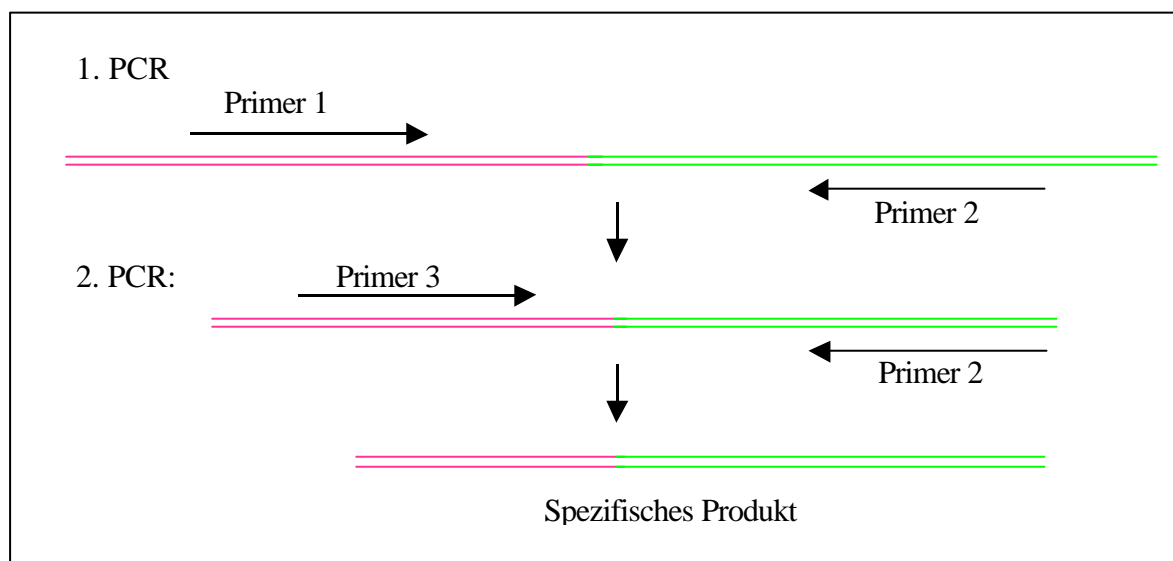 1. PCR
Primer 1
Primer 2
2. PCR:
Primer 3
Primer 2
Spezifisches Produkt